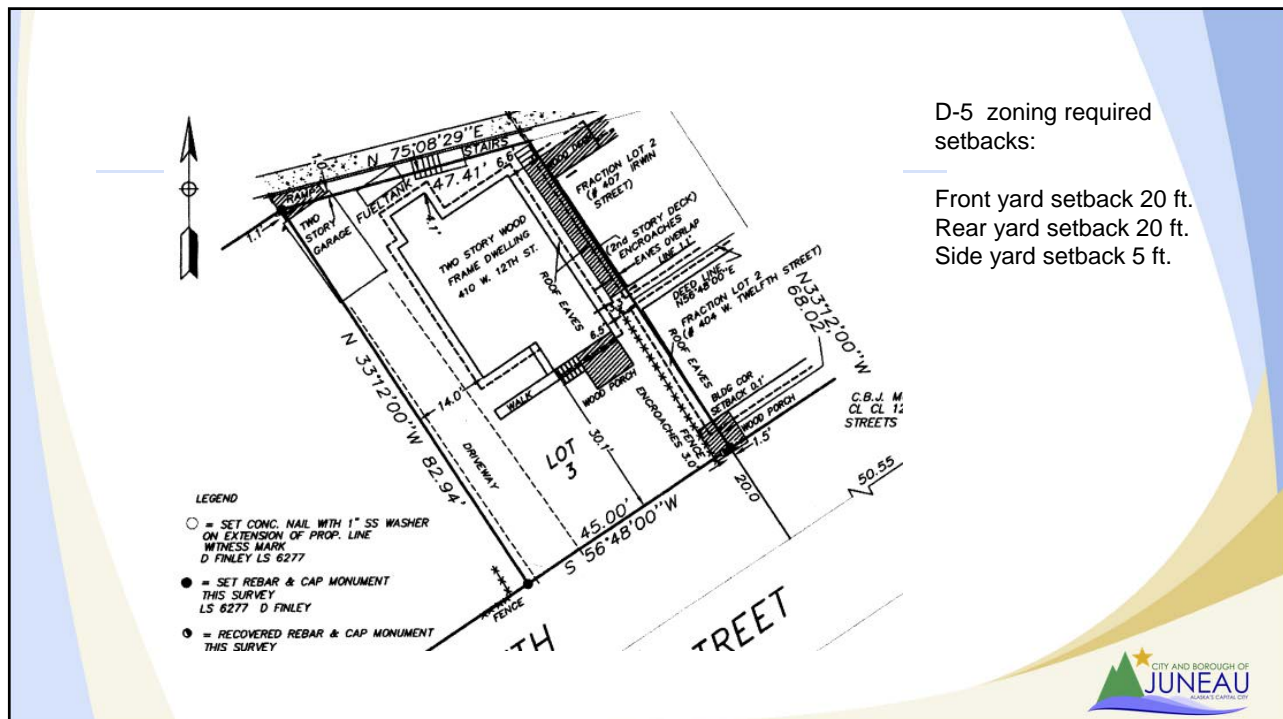 D-5 zoning required
setbacks:
Front yard setback 20 ft.
Rear yard setback 20 ft.
Side yard setback 5 ft.
N 75°08'29"E
STAIRS
47.41'
6.6
RAMPS
1.1'
TWO
STORY
GARAGE
FUELTANK
TWO STORY WOOD
FRAME DWELLING
410 W. 12TH ST.
ROOF EAVES
FRACTION LOT 2
(# 407 IRWIN
STREET)
(2nd STORY DECK)
ENCROACHES
EAVES OVERLAP
LINE 1.1'
DEED LINE
N56°48'00"E
FRACTION LOT 2
(# 404 W. TWELFTH STREET)
N33°12'00"W
68.02'
6.5'
ROOF EAVES
N 33°12'00"W 82.94'
14.0'
WALK
WOOD PORCH
DRIVEWAY
LOT
3
30.1'
FENCE
ENCROACHES 3.0'
BLDG COR
SETBACK 0.1'
WOOD PORCH
1.5'
C.B.J. M
CL CL 12
STREETS
45.00'
S 56°48'00"W
20.0
50.55
FENCE
TH
TREET
LEGEND
= SET CONC. NAIL WITH 1" SS WASHER
ON EXTENSION OF PROP. LINE
WITNESS MARK
D FINLEY LS 6277
= SET REBAR & CAP MONUMENT
THIS SURVEY
LS 6277 D FINLEY
= RECOVERED REBAR & CAP MONUMENT
THIS SURVEY
CITY AND BOROUGH OF
JUNEAU
ALASKA'S CAPITAL CITY